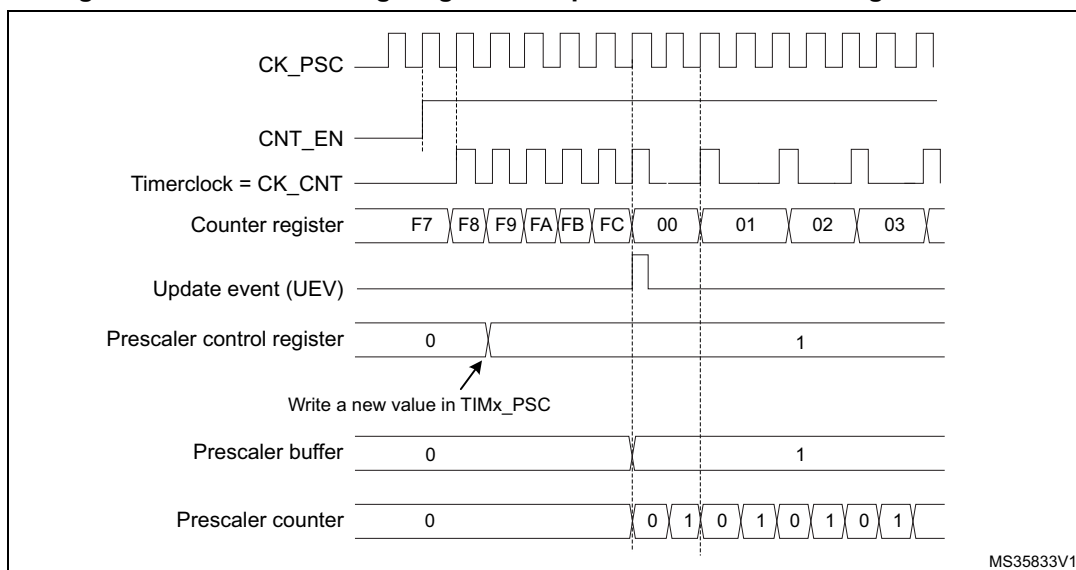 CK_PSC
CNT_EN
Timerclock = CK_CNT
Counter register F7 F8 F9 FA FB FC 00 01 02 03
Update event (UEV)
Prescaler control register 0 1
Write a new value in TIMx_PSC
Prescaler buffer 0 1
Prescaler counter 0 0 1 0 1 0 1 0 1
MS35833V1